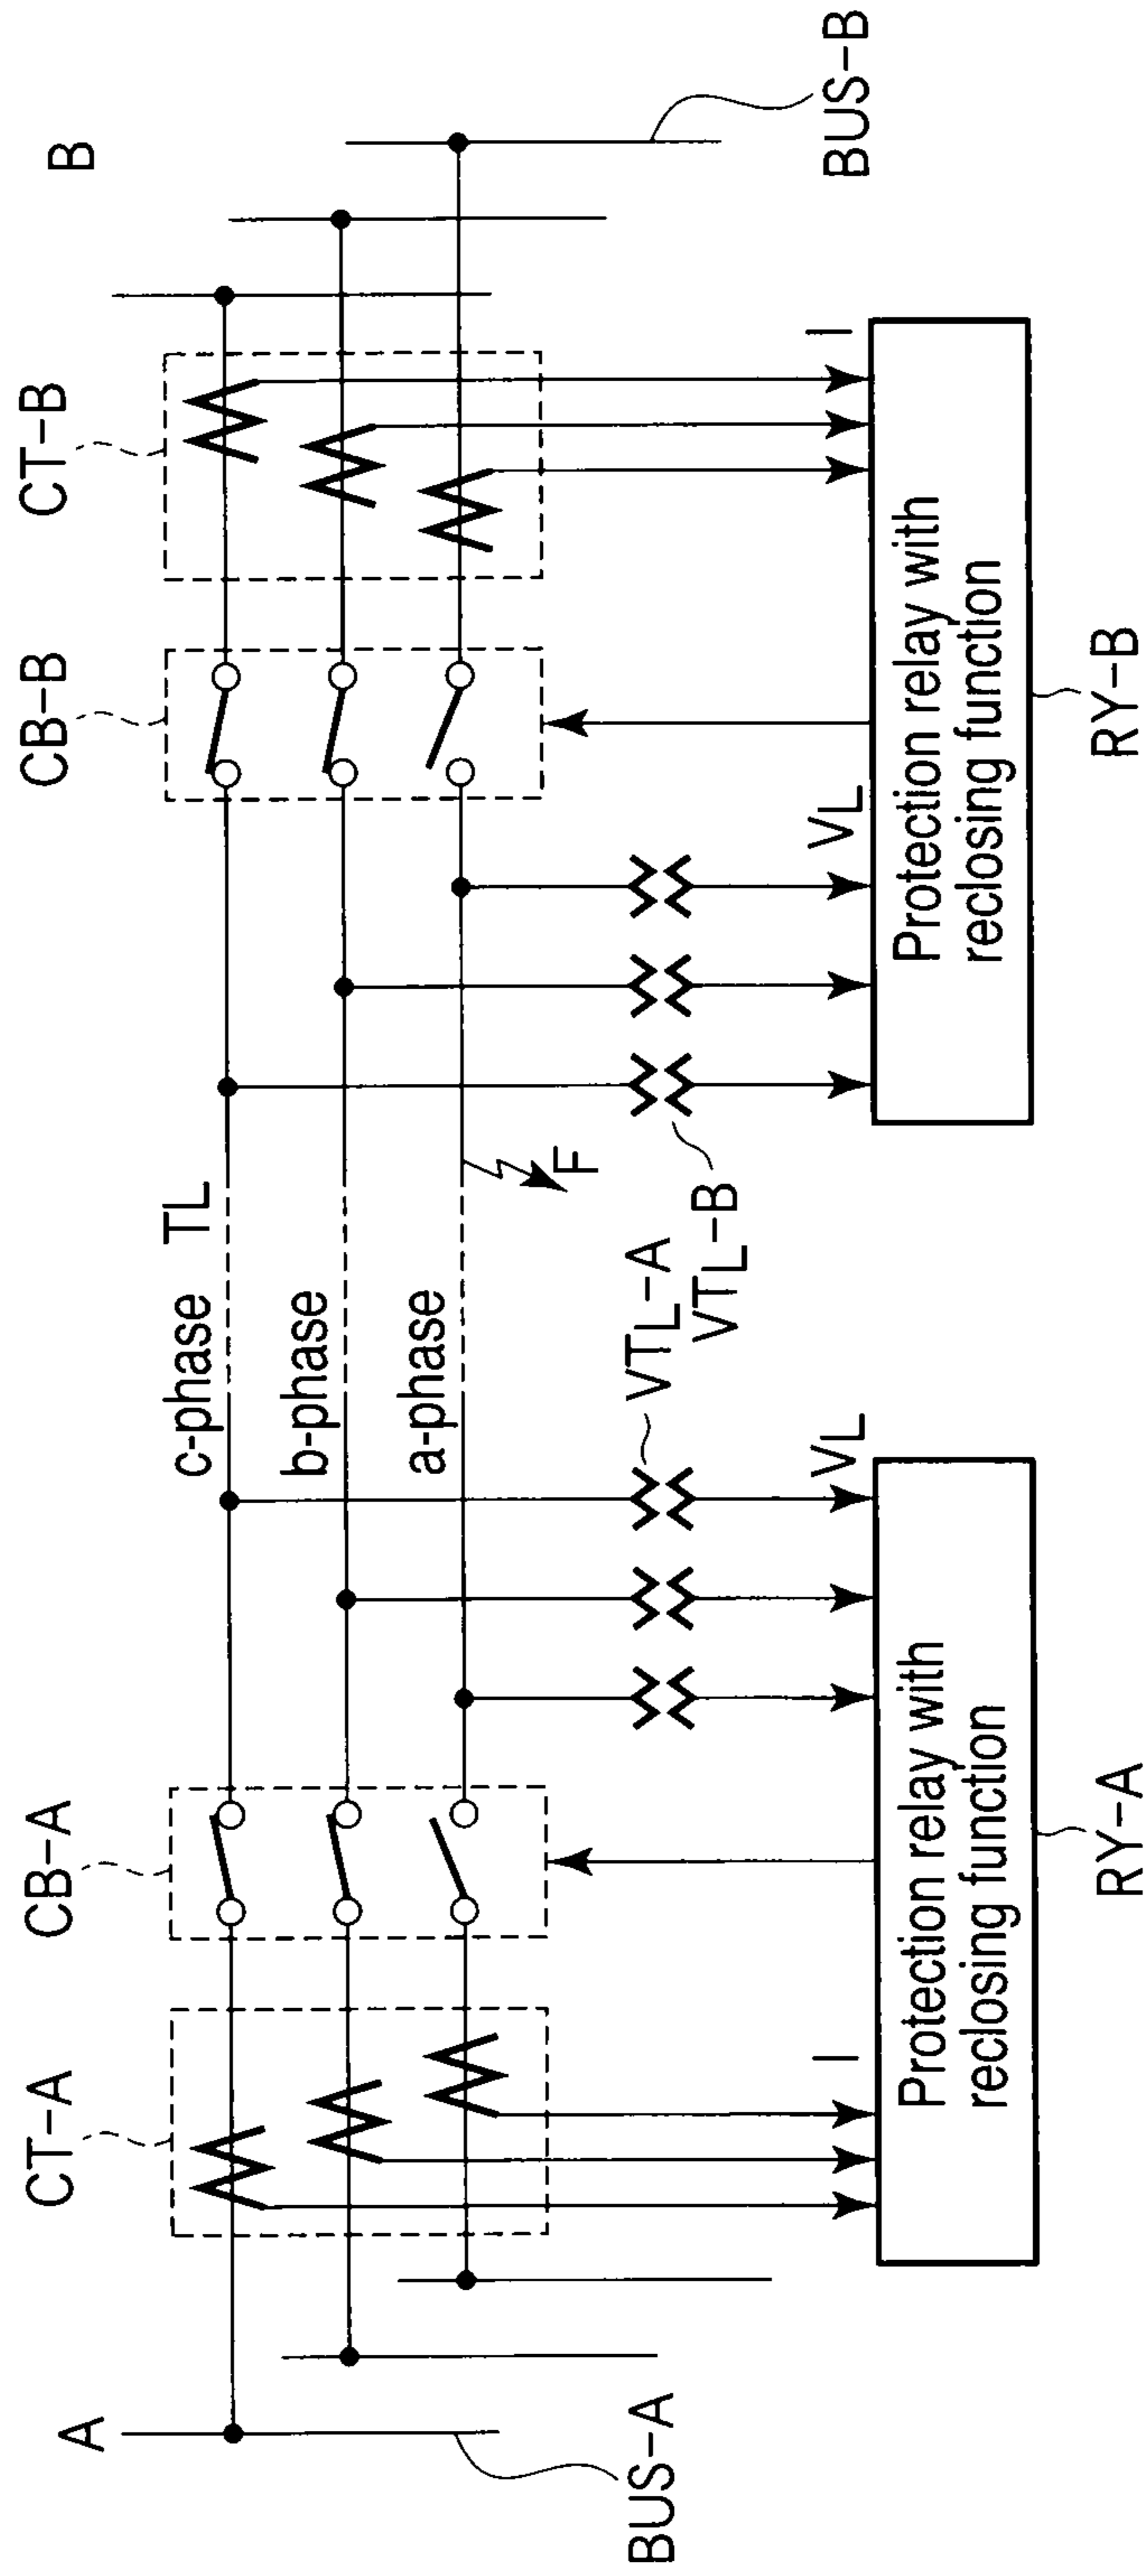 A
B
CT-A
CB-A
CB-B
CT-B
TL
c-phase
b-phase
a-phase
F
BUS-A
VTL-A
VTL-B
BUS-B
I
VL
VL
I
Protection relay with
reclosing function
Protection relay with
reclosing function
RY-A
RY-B